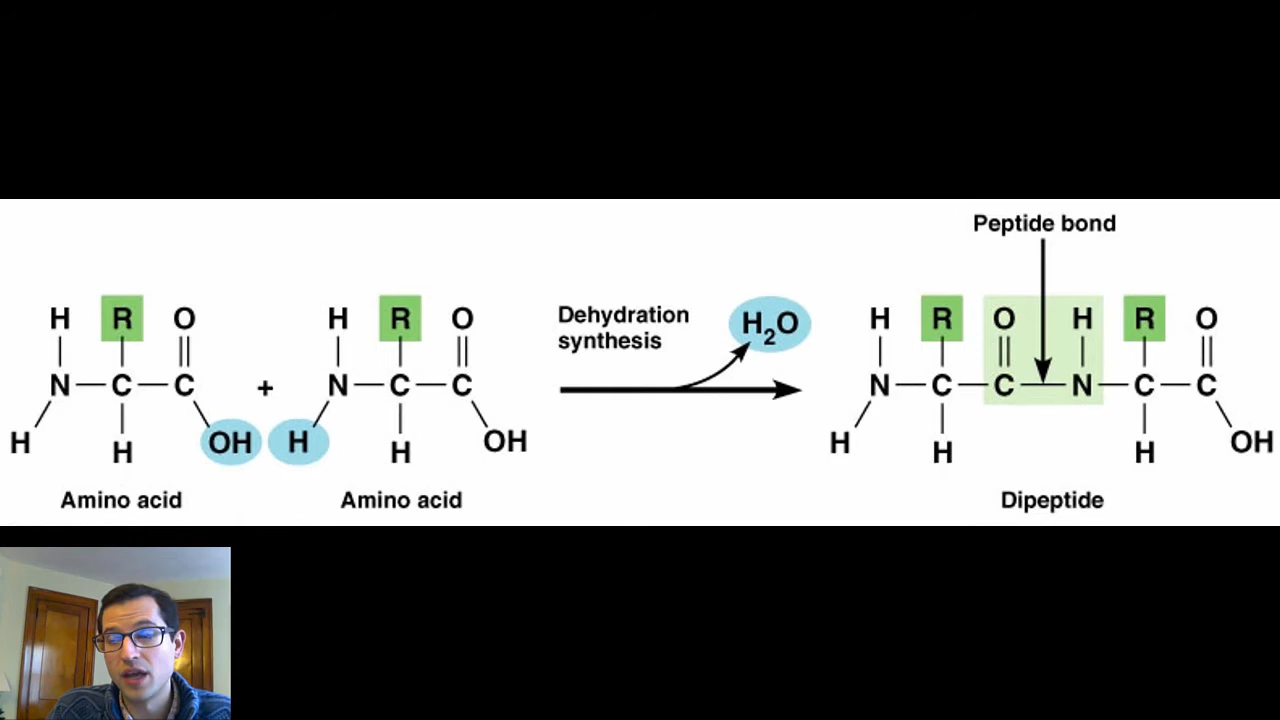 Peptide bond
H R O H R O Dehydration synthesis H₂O H R O H R O
N C C + N C C N C C N C C
H H OH H H OH H H H OH
Amino acid Amino acid Dipeptide